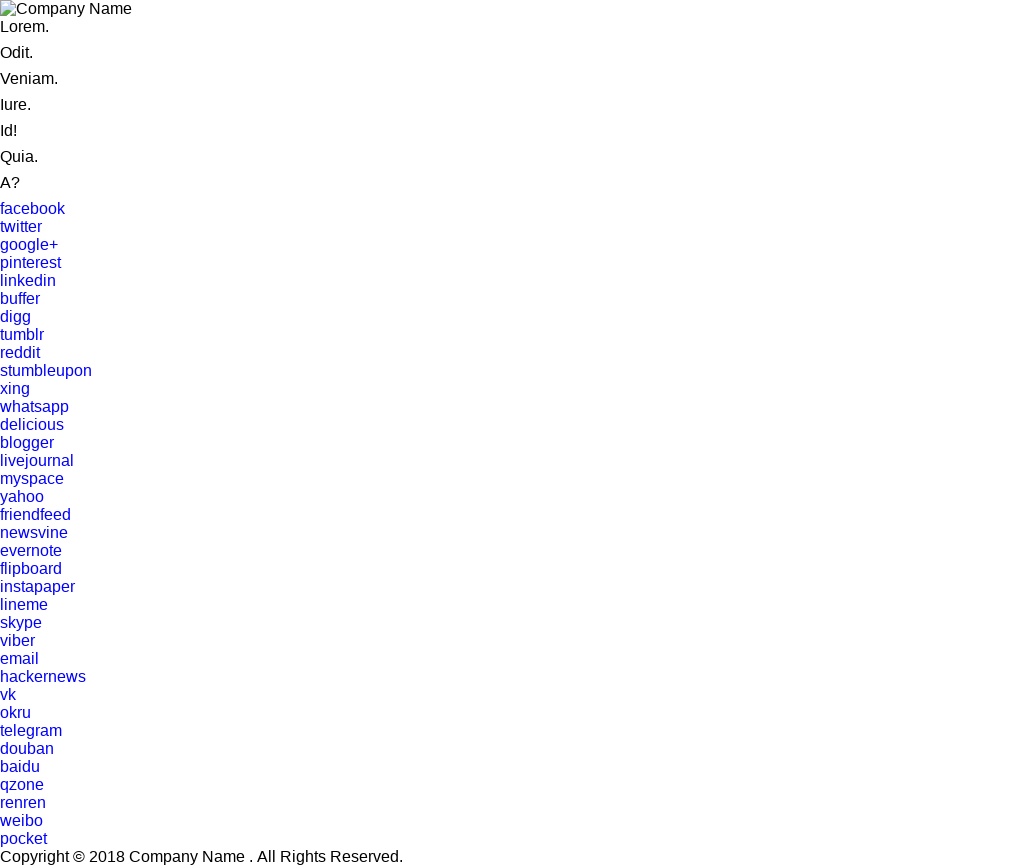 Company Name
Lorem.
Odit.
Veniam.
Iure.
Id!
Quia.
A?
facebook
twitter
google+
pinterest
linkedin
buffer
digg
tumblr
reddit
stumbleupon
xing
whatsapp
delicious
blogger
livejournal
myspace
yahoo
friendfeed
newsvine
evernote
flipboard
instapaper
lineme
skype
viber
email
hackernews
vk
okru
telegram
douban
baidu
qzone
renren
weibo
pocket
Copyright © 2018 Company Name . All Rights Reserved.